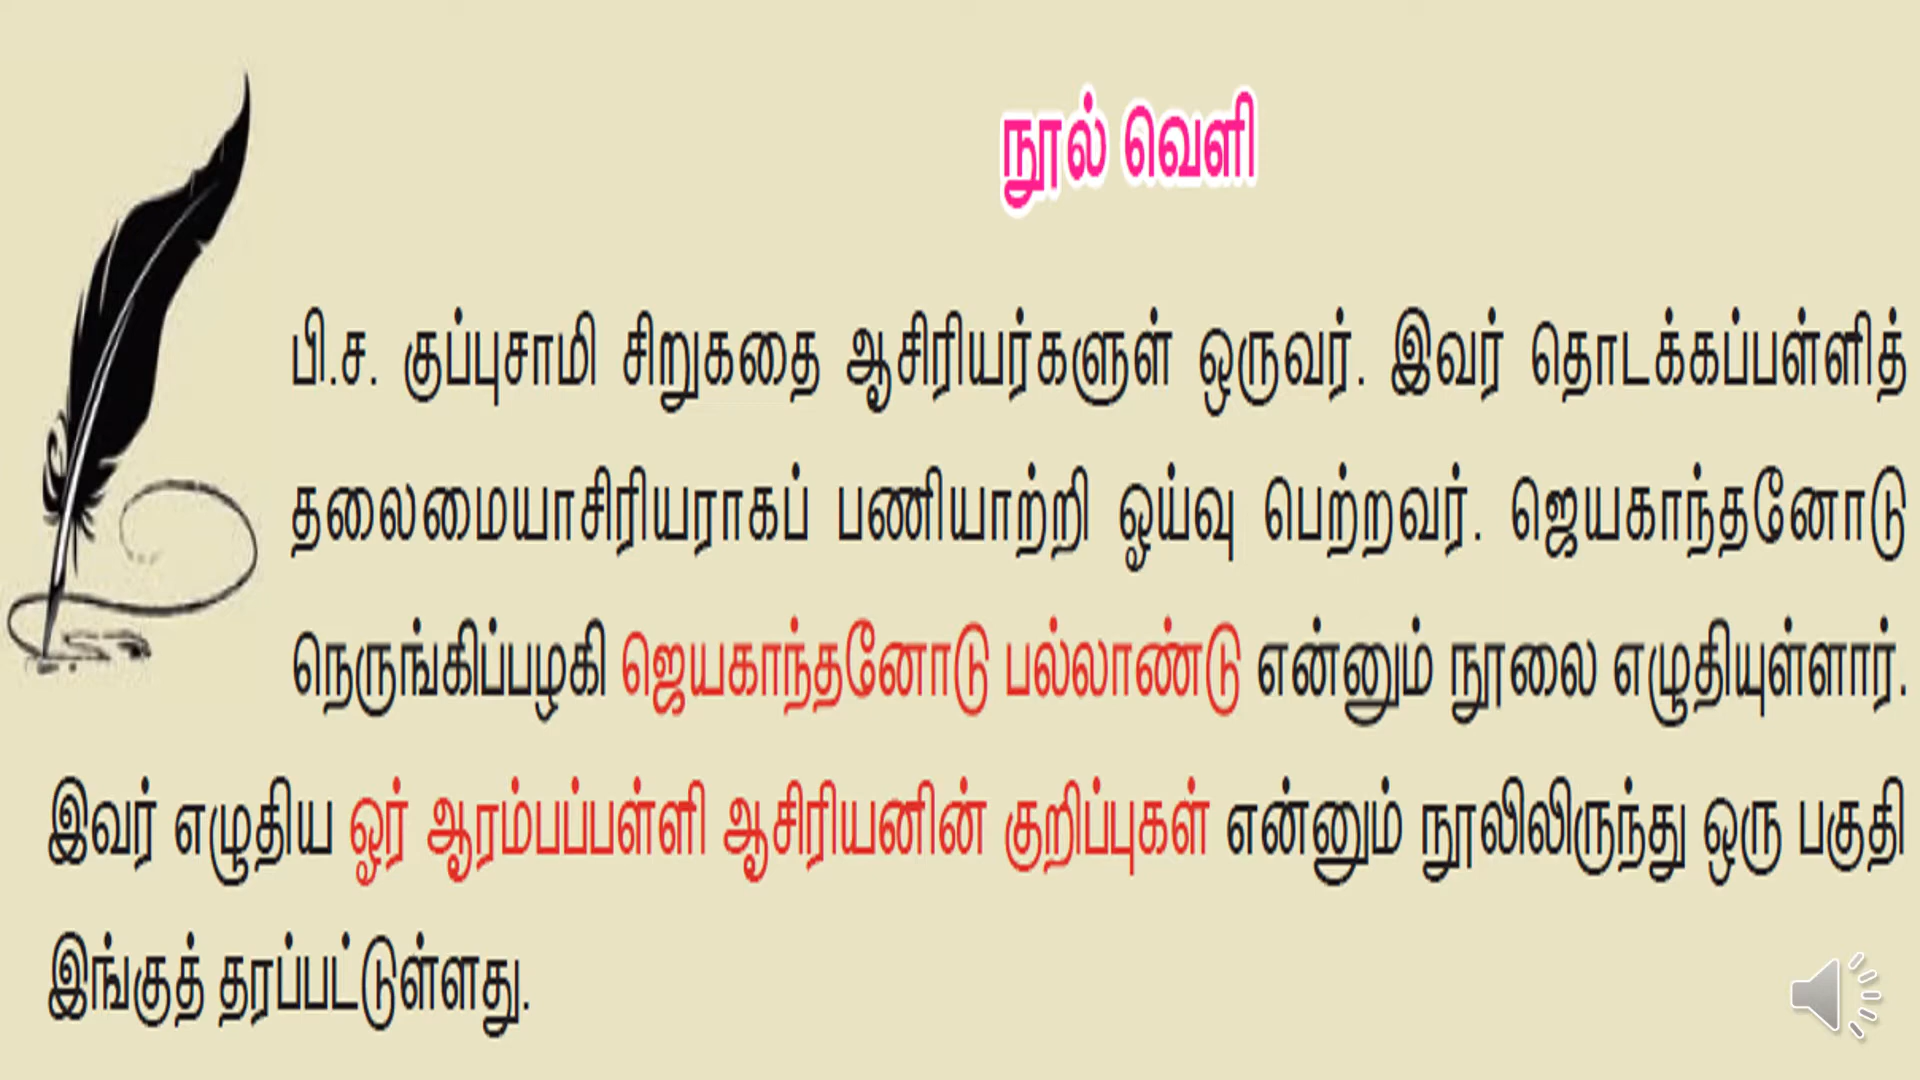 நூல் வெளி
பி.ச. குப்புசாமி சிறுகதை ஆசிரியர்களுள் ஒருவர். இவர் தொடக்கப்பள்ளித்
தலைமையாசிரியராகப் பணியாற்றி ஓய்வு பெற்றவர். ஜெயகாந்தனோடு
நெருங்கிப்பழகி ஜெயகாந்தனோடு பல்லாண்டு என்னும் நூலை எழுதியுள்ளார்.
இவர் எழுதிய ஓர் ஆரம்பப்பள்ளி ஆசிரியனின் குறிப்புகள் என்னும் நூலிலிருந்து ஒரு பகுதி
இங்குத் தரப்பட்டுள்ளது.